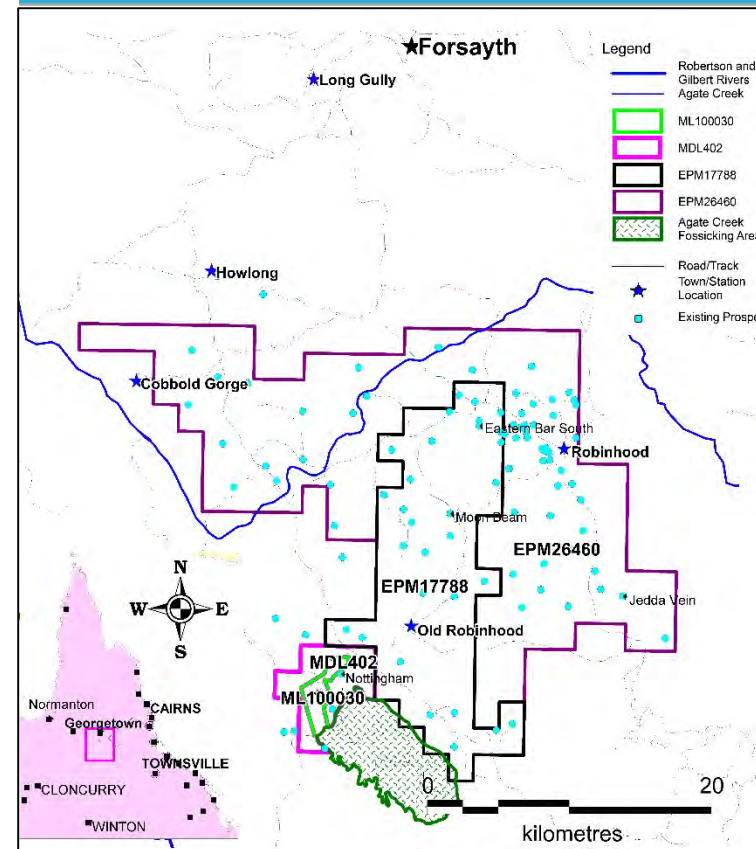 Forsayth
Long Gully
Howlong
Cobbold Gorge
Eastern Bar South
Robinhood
Moon Beam
EPM26460
EPM17788
Jedda Vein
Old Robinhood
MDL402
Nottingham
ML100030
Legend
Robertson and
Gilbert Rivers
Agate Creek
ML100030
MDL402
EPM17788
EPM26460
Agate Creek
Fossicking Area
Road/Track
Town/Station
Location
Existing Prospe
N
W E
S
Normanton
Georgetown
CAIRNS
TOWNSVILLE
CLONCURRY
WINTON
0 20
kilometres